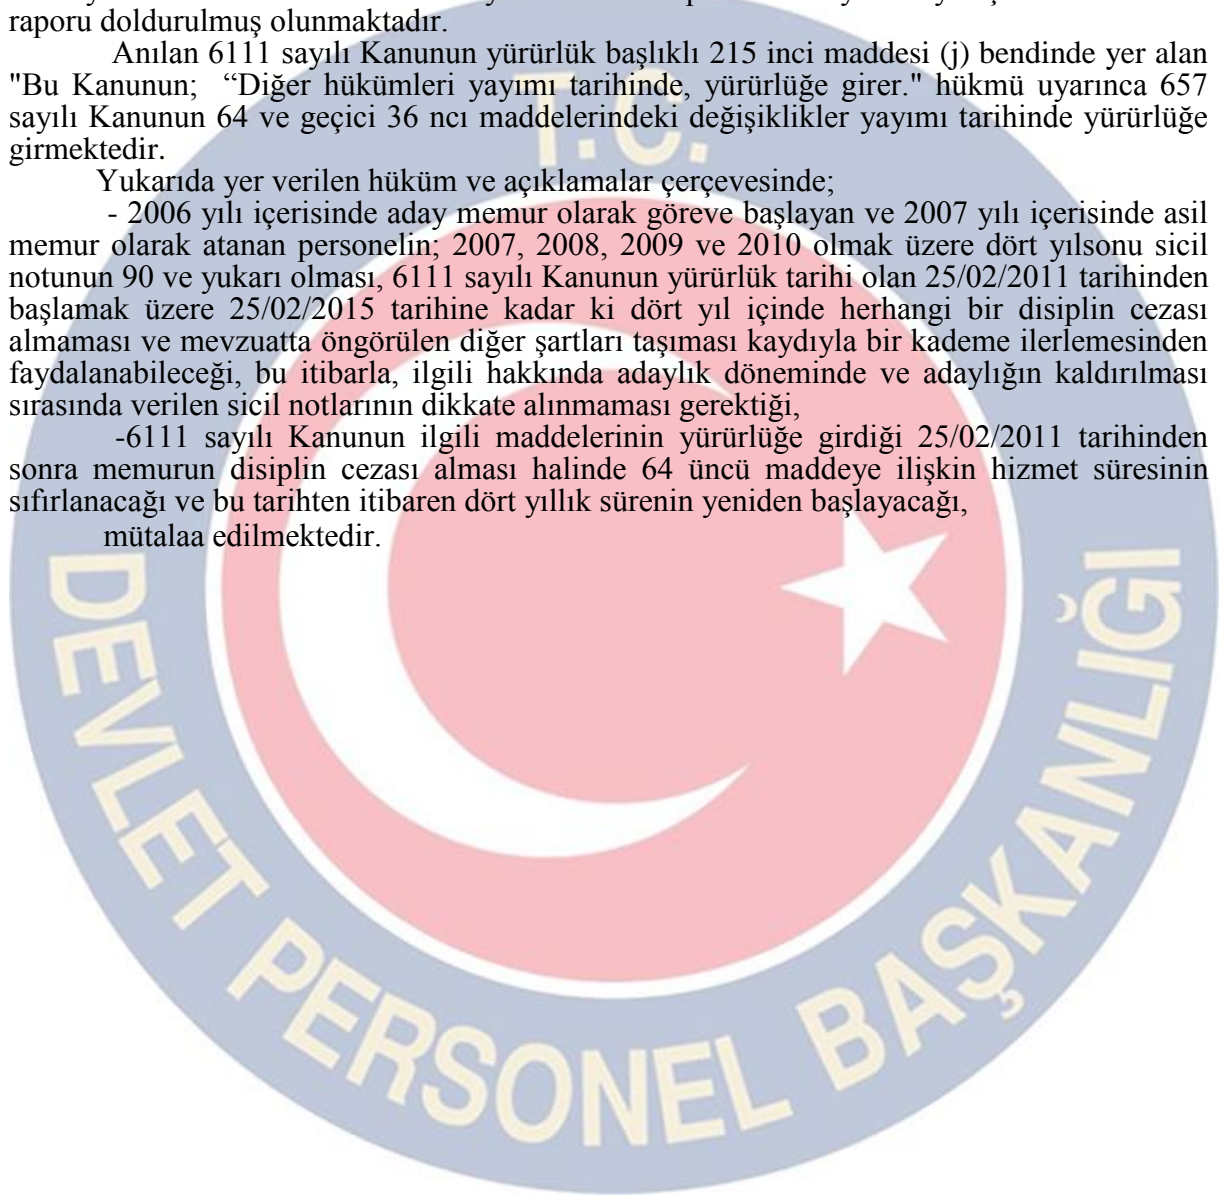 raporu doldurulmuş olunmaktadır.
Anılan 6111 sayılı Kanunun yürürlük başlıklı 215 inci maddesi (j) bendinde yer alan
"Bu Kanunun; “Diğer hükümleri yayımı tarihinde, yürürlüğe girer." hükmü uyarınca 657
sayılı Kanunun 64 ve geçici 36 ncı maddelerindeki değişiklikler yayımı tarihinde yürürlüğe
girmektedir.
Yukarıda yer verilen hüküm ve açıklamalar çerçevesinde;
- 2006 yılı içerisinde aday memur olarak göreve başlayan ve 2007 yılı içerisinde asil
memur olarak atanan personelin; 2007, 2008, 2009 ve 2010 olmak üzere dört yılsonu sicil
notunun 90 ve yukarı olması, 6111 sayılı Kanunun yürürlük tarihi olan 25/02/2011 tarihinden
başlamak üzere 25/02/2015 tarihine kadar ki dört yıl içinde herhangi bir disiplin cezası
almaması ve mevzuatta öngörülen diğer şartları taşıması kaydıyla bir kademe ilerlemesinden
faydalanabileceği, bu itibarla, ilgili hakkında adaylık döneminde ve adaylığın kaldırılması
sırasında verilen sicil notlarının dikkate alınmaması gerektiği,
-6111 sayılı Kanunun ilgili maddelerinin yürürlüğe girdiği 25/02/2011 tarihinden
sonra memurun disiplin cezası alması halinde 64 üncü maddeye ilişkin hizmet süresinin
sıfırlanacağı ve bu tarihten itibaren dört yıllık sürenin yeniden başlayacağı,
mütalaa edilmektedir.
T.C.
DEVLET PERSONEL BAŞKANLIĞI